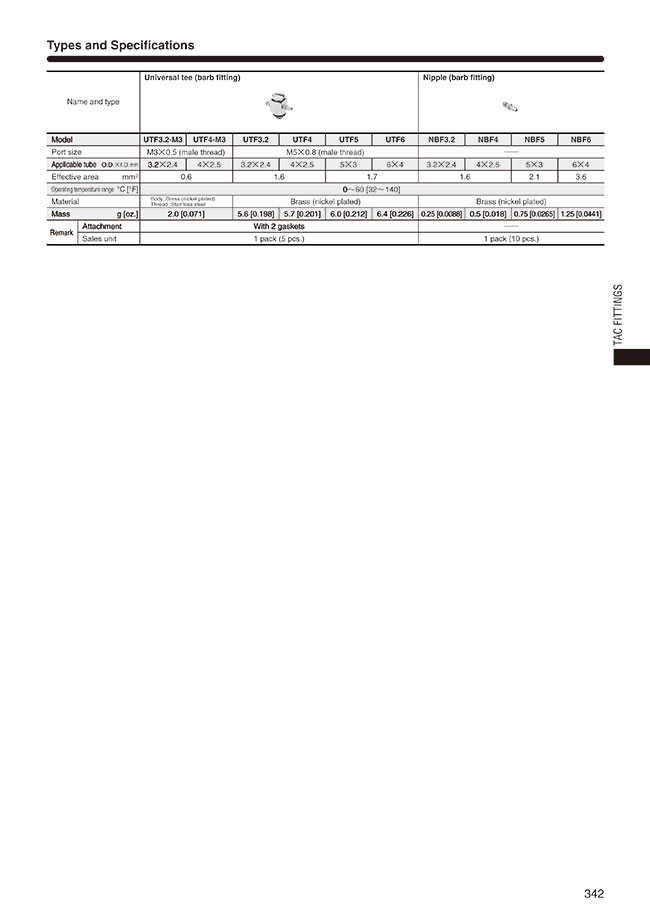 Types and Specifications
Name and type Universal tee (barb fitting) Nipple (barb fitting)
Model UTF3.2-M3 UTF4-M3 UTF3.2 UTF4 UTF5 UTF6 NBF3.2 NBF4 NBF5 NBF6
Port size M3×0.5 (male thread) M5×0.8 (male thread) ——
Applicable tube O.D.×I.D. mm 3.2×2.4 4×2.5 3.2×2.4 4×2.5 5×3 6×4 3.2×2.4 4×2.5 5×3 6×4
Effective area mm² 0.6 1.6 1.7 1.6 2.1 3.6
Operating temperature range °C [°F] 0～60 [32～140]
Material Body :Brass (nickel plated) Brass (nickel plated) Brass (nickel plated)
Thread :Stainless steel
Mass g [oz.] 2.0 [0.071] 5.6 [0.198] 5.7 [0.201] 6.0 [0.212] 6.4 [0.226] 0.25 [0.0088] 0.5 [0.018] 0.75 [0.0265] 1.25 [0.0441]
Remark Attachment With 2 gaskets ——
Sales unit 1 pack (5 pcs.) 1 pack (10 pcs.)
TAC FITTINGS
342